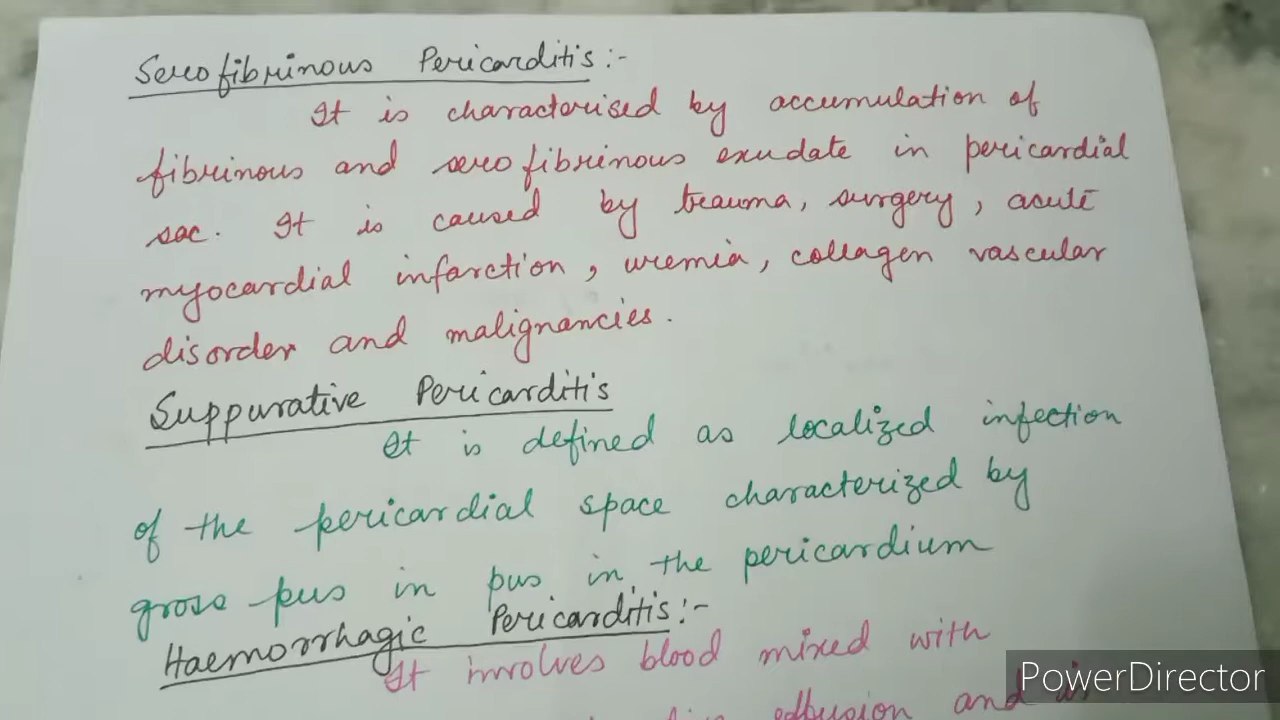 Serofibrinous Pericarditis:-
It is characterised by accumulation of
fibrinous and serofibrinous exudate in pericardial
sac. It is caused by trauma, surgery, acute
myocardial infarction, uremia, collagen vascular
disorder and malignancies.
Suppurative Pericarditis
It is defined as localized infection
of the pericardial space characterized by
gross pus in pus in the pericardium
Haemorrhagic Pericarditis:-
It involves blood mixed with
effusion and is
PowerDirector